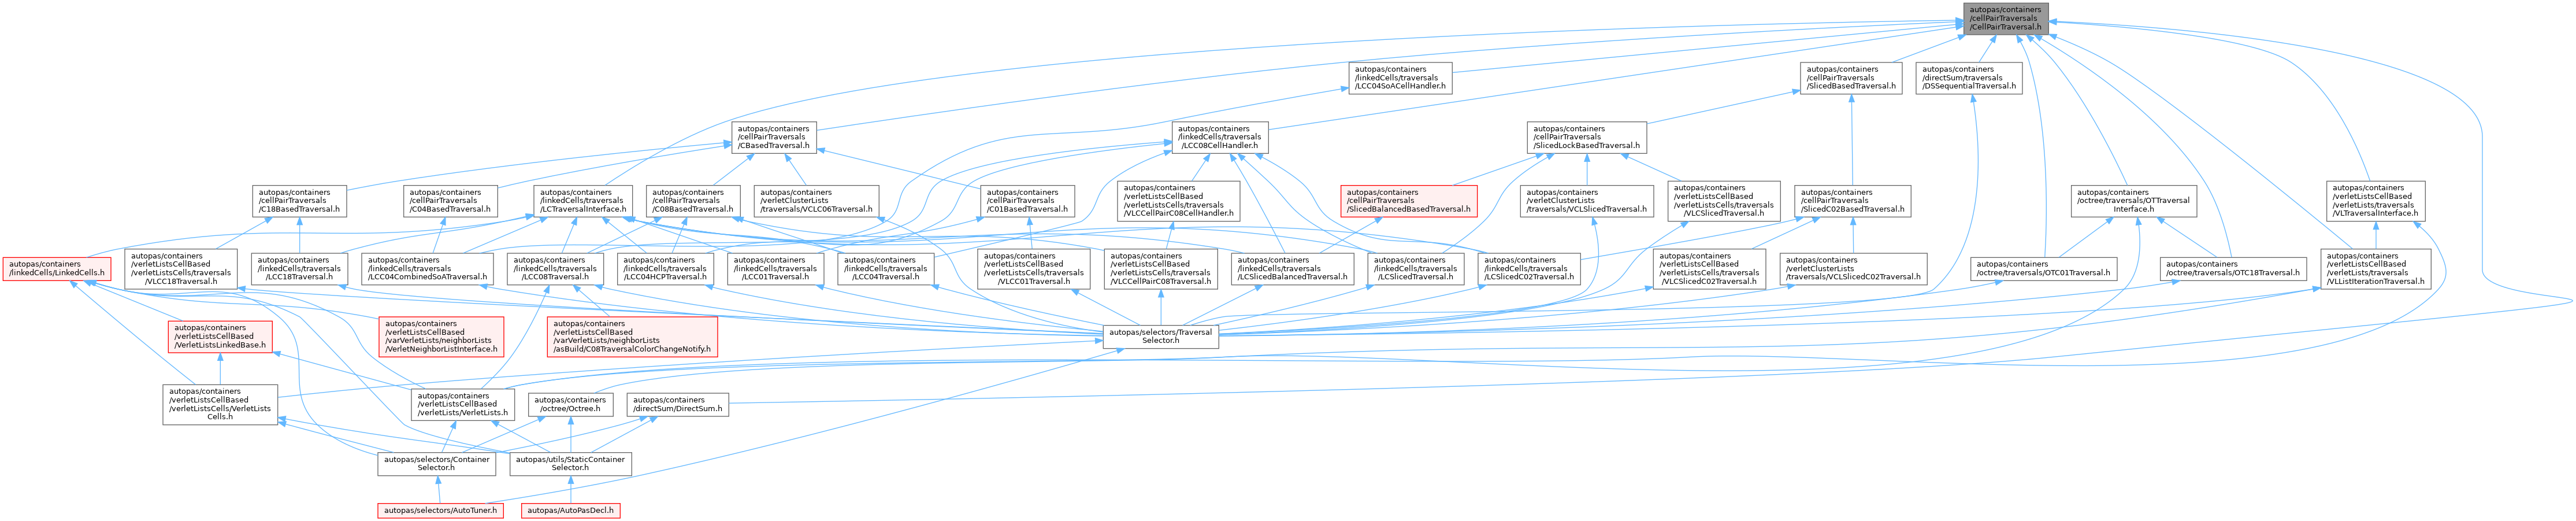 autopas/containers
/cellPairTraversals
/CellPairTraversal.h
autopas/containers
/linkedCells/traversals
/LCC04SoACellHandler.h
autopas/containers
/cellPairTraversals
/SlicedBasedTraversal.h
autopas/containers
/directSum/traversals
/DSSequentialTraversal.h
autopas/containers
/cellPairTraversals
/CBasedTraversal.h
autopas/containers
/linkedCells/traversals
/LCC08CellHandler.h
autopas/containers
/cellPairTraversals
/SlicedLockBasedTraversal.h
autopas/containers
/cellPairTraversals
/C18BasedTraversal.h
autopas/containers
/cellPairTraversals
/C04BasedTraversal.h
autopas/containers
/linkedCells/traversals
/LCTraversalInterface.h
autopas/containers
/cellPairTraversals
/C08BasedTraversal.h
autopas/containers
/verletClusterLists
/traversals/VCLC06Traversal.h
autopas/containers
/cellPairTraversals
/C01BasedTraversal.h
autopas/containers
/verletListsCellBased
/verletListsCells/traversals
/VLCCellPairC08CellHandler.h
autopas/containers
/cellPairTraversals
/SlicedBalancedBasedTraversal.h
autopas/containers
/verletClusterLists
/traversals/VCLSlicedTraversal.h
autopas/containers
/verletListsCellBased
/verletListsCells/traversals
/VLCSlicedTraversal.h
autopas/containers
/cellPairTraversals
/SlicedC02BasedTraversal.h
autopas/containers
/octree/traversals/OTTraversal
Interface.h
autopas/containers
/verletListsCellBased
/verletLists/traversals
/VLTraversalInterface.h
autopas/containers
/linkedCells/LinkedCells.h
autopas/containers
/verletListsCellBased
/verletListsCells/traversals
/VLCC18Traversal.h
autopas/containers
/linkedCells/traversals
/LCC18Traversal.h
autopas/containers
/linkedCells/traversals
/LCC04CombinedSoATraversal.h
autopas/containers
/linkedCells/traversals
/LCC08Traversal.h
autopas/containers
/linkedCells/traversals
/LCC04HCPTraversal.h
autopas/containers
/linkedCells/traversals
/LCC01Traversal.h
autopas/containers
/linkedCells/traversals
/LCC04Traversal.h
autopas/containers
/verletListsCellBased
/verletListsCells/traversals
/VLCC01Traversal.h
autopas/containers
/verletListsCellBased
/verletListsCells/traversals
/VLCCellPairC08Traversal.h
autopas/containers
/linkedCells/traversals
/LCSlicedBalancedTraversal.h
autopas/containers
/linkedCells/traversals
/LCSlicedTraversal.h
autopas/containers
/linkedCells/traversals
/LCSlicedC02Traversal.h
autopas/containers
/verletListsCellBased
/verletListsCells/traversals
/VLCSlicedC02Traversal.h
autopas/containers
/verletClusterLists
/traversals/VCLSlicedC02Traversal.h
autopas/containers
/octree/traversals/OTC01Traversal.h
autopas/containers
/octree/traversals/OTC18Traversal.h
autopas/containers
/verletListsCellBased
/verletLists/traversals
/VLListIterationTraversal.h
autopas/containers
/verletListsCellBased
/VerletListsLinkedBase.h
autopas/containers
/verletListsCellBased
/varVerletLists/neighborLists
/VerletNeighborListInterface.h
autopas/containers
/verletListsCellBased
/varVerletLists/neighborLists
/asBuild/C08TraversalColorChangeNotify.h
autopas/selectors/Traversal
Selector.h
autopas/containers
/verletListsCellBased
/verletListsCells/VerletLists
Cells.h
autopas/containers
/verletListsCellBased
/verletLists/VerletLists.h
autopas/containers
/octree/Octree.h
autopas/containers
/directSum/DirectSum.h
autopas/selectors/Container
Selector.h
autopas/utils/StaticContainer
Selector.h
autopas/selectors/AutoTuner.h
autopas/AutoPasDecl.h